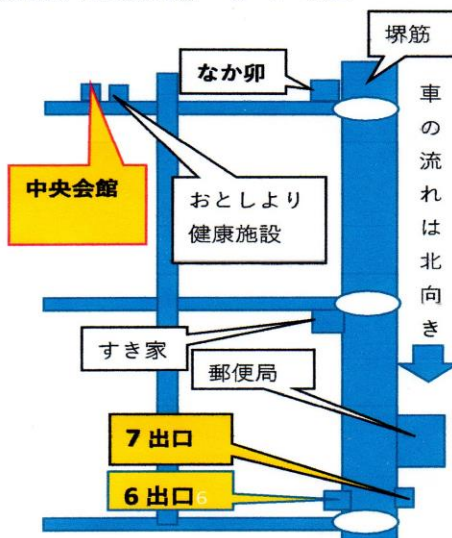 堺筋
なか卯
車の流れは北向き
中央会館
おとしより
健康施設
すき家
郵便局
7 出口
6 出口6